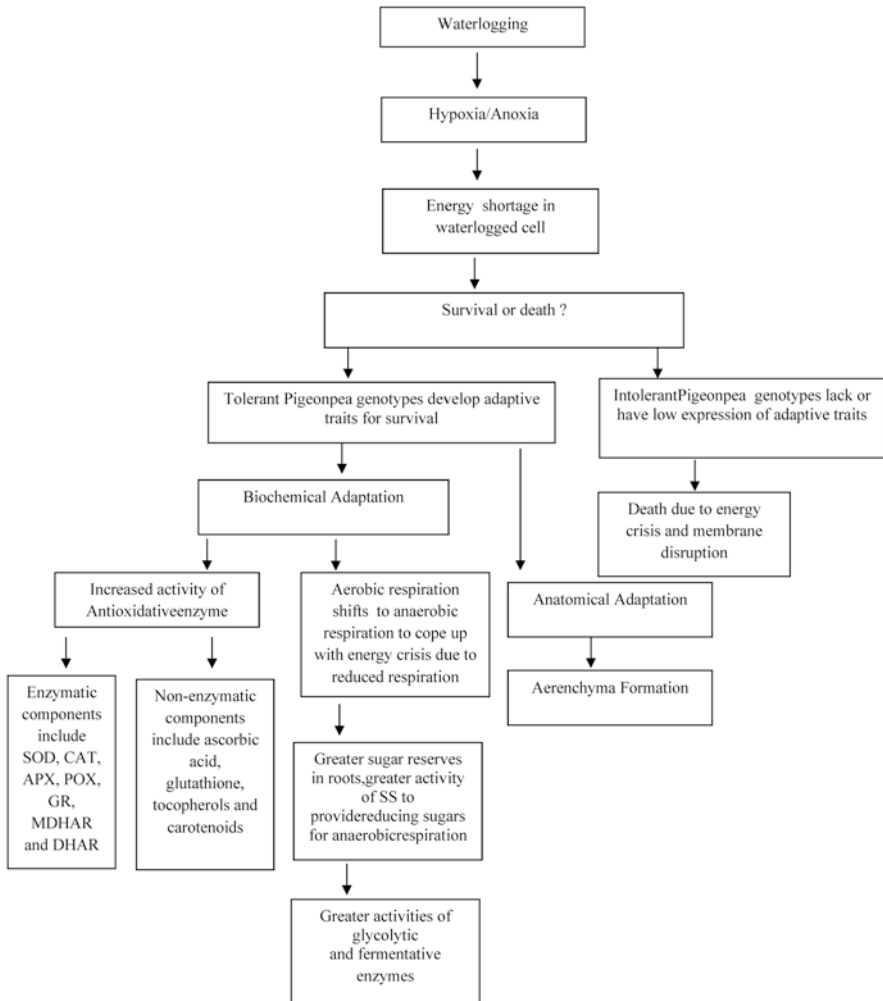 Waterlogging
Hypoxia/Anoxia
Energy shortage in
waterlogged cell
Survival or death ?
Tolerant Pigeonpea genotypes develop adaptive
traits for survival
IntolerantPigeonpea genotypes lack or
have low expression of adaptive traits
Biochemical Adaptation
Death due to energy
crisis and membrane
disruption
Increased activity of
Antioxidativeenzyme
Aerobic respiration
shifts to anaerobic
respiration to cope up
with energy crisis due to
reduced respiration
Anatomical Adaptation
Aerenchyma Formation
Enzymatic
components
include
SOD, CAT,
APX, POX,
GR,
MDHAR
and DHAR
Non-enzymatic
components
include ascorbic
acid,
glutathione,
tocopherols and
carotenoids
Greater sugar reserves
in roots,greater activity
of SS to
providereducing sugars
for anaerobicrespiration
Greater activities of
glycolytic
and fermentative
enzymes